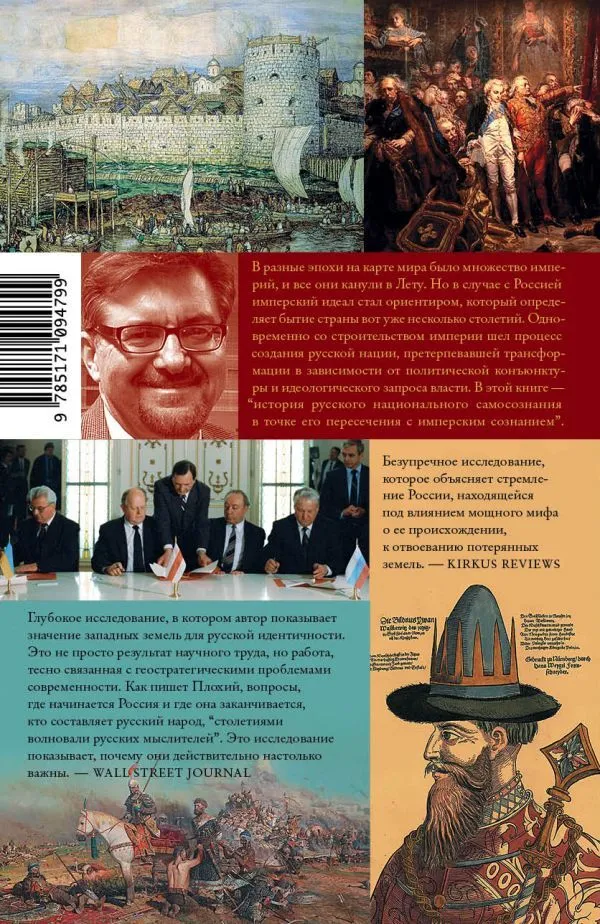 В разные эпохи на карте мира было множество импе-
рий, и все они канули в Лету. Но в случае с Россией
имперский идеал стал ориентиром, который опреде-
ляет бытие страны вот уже несколько столетий. Одно-
временно со строительством империи шел процесс
создания русской нации, претерпевавшей трансфор-
мации в зависимости от политической конъюнкту-
ры и идеологического запроса власти. В этой книге —
“история русского национального самосознания
в точке его пересечения с имперским сознанием”.
9 785171 094799
Безупречное исследование,
которое объясняет стремле-
ние России, находящейся
под влиянием мощного мифа
о ее происхождении,
к отвоеванию потерянных
земель. — KIRKUS REVIEWS
Глубокое исследование, в котором автор показывает
значение западных земель для русской идентичности.
Это не просто результат научного труда, но работа,
тесно связанная с геостратегическими проблемами
современности. Как пишет Плохий, вопросы,
где начинается Россия и где она заканчивается,
кто составляет русский народ, “столетиями
волновали русских мыслителей”. Это исследование
показывает, почему они действительно настолько
важны. — WALL STREET JOURNAL